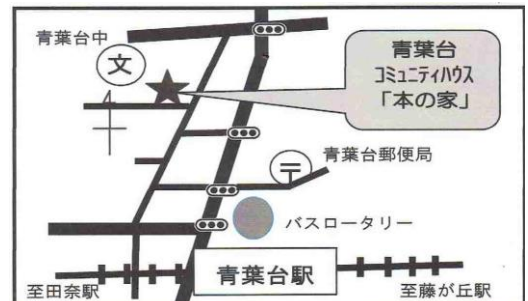 青葉台中
文
青葉台
コミュニティハウス
「本の家」
青葉台郵便局
〒
バスロータリー
青葉台駅
至田奈駅
至藤が丘駅